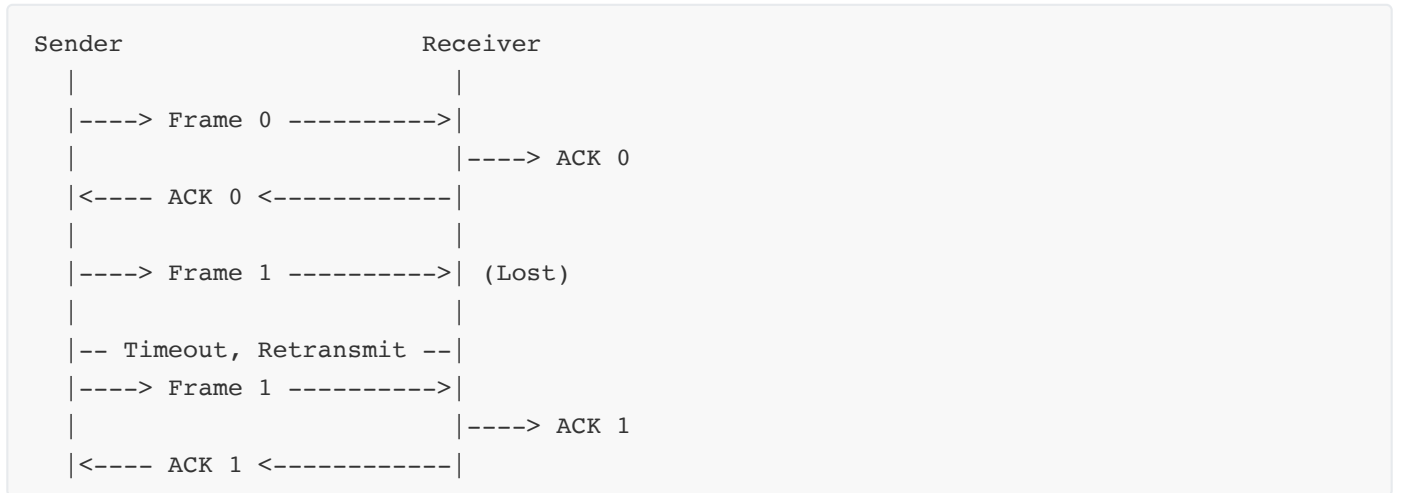 Sender                    Receiver
  |                          |
  |----> Frame 0 ----------->|
  |                          |----> ACK 0
  |<---- ACK 0 <-------------|
  |                          |
  |----> Frame 1 ----------->| (Lost)
  |                          |
  |-- Timeout, Retransmit --|
  |----> Frame 1 ----------->|
  |                          |----> ACK 1
  |<---- ACK 1 <-------------|